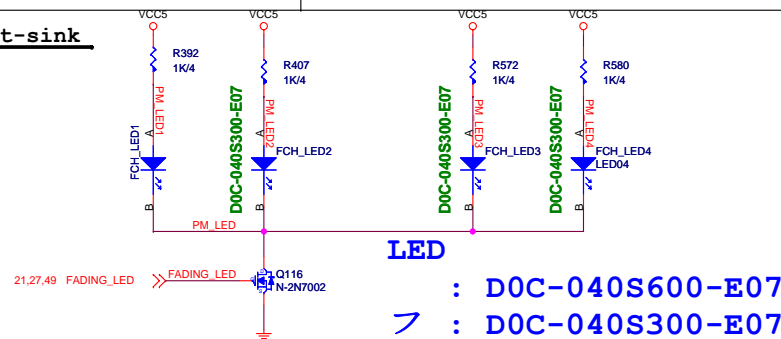 t-sink
VCC5
VCC5
VCC5
VCC5
R392
1K/4
R407
1K/4
R572
1K/4
R580
1K/4
PM_LED1
PM_LED2
PM_LED3
PM_LED4
D0C-040S300-E07
D0C-040S300-E07
D0C-040S300-E07
A
A
A
A
FCH_LED1
FCH_LED2
FCH_LED3
FCH_LED4
LED04
B
B
B
B
PM_LED
LED
21,27,49 FADING_LED
FADING_LED
Q116
N-2N7002
: D0C-040S600-E07
フ : D0C-040S300-E07